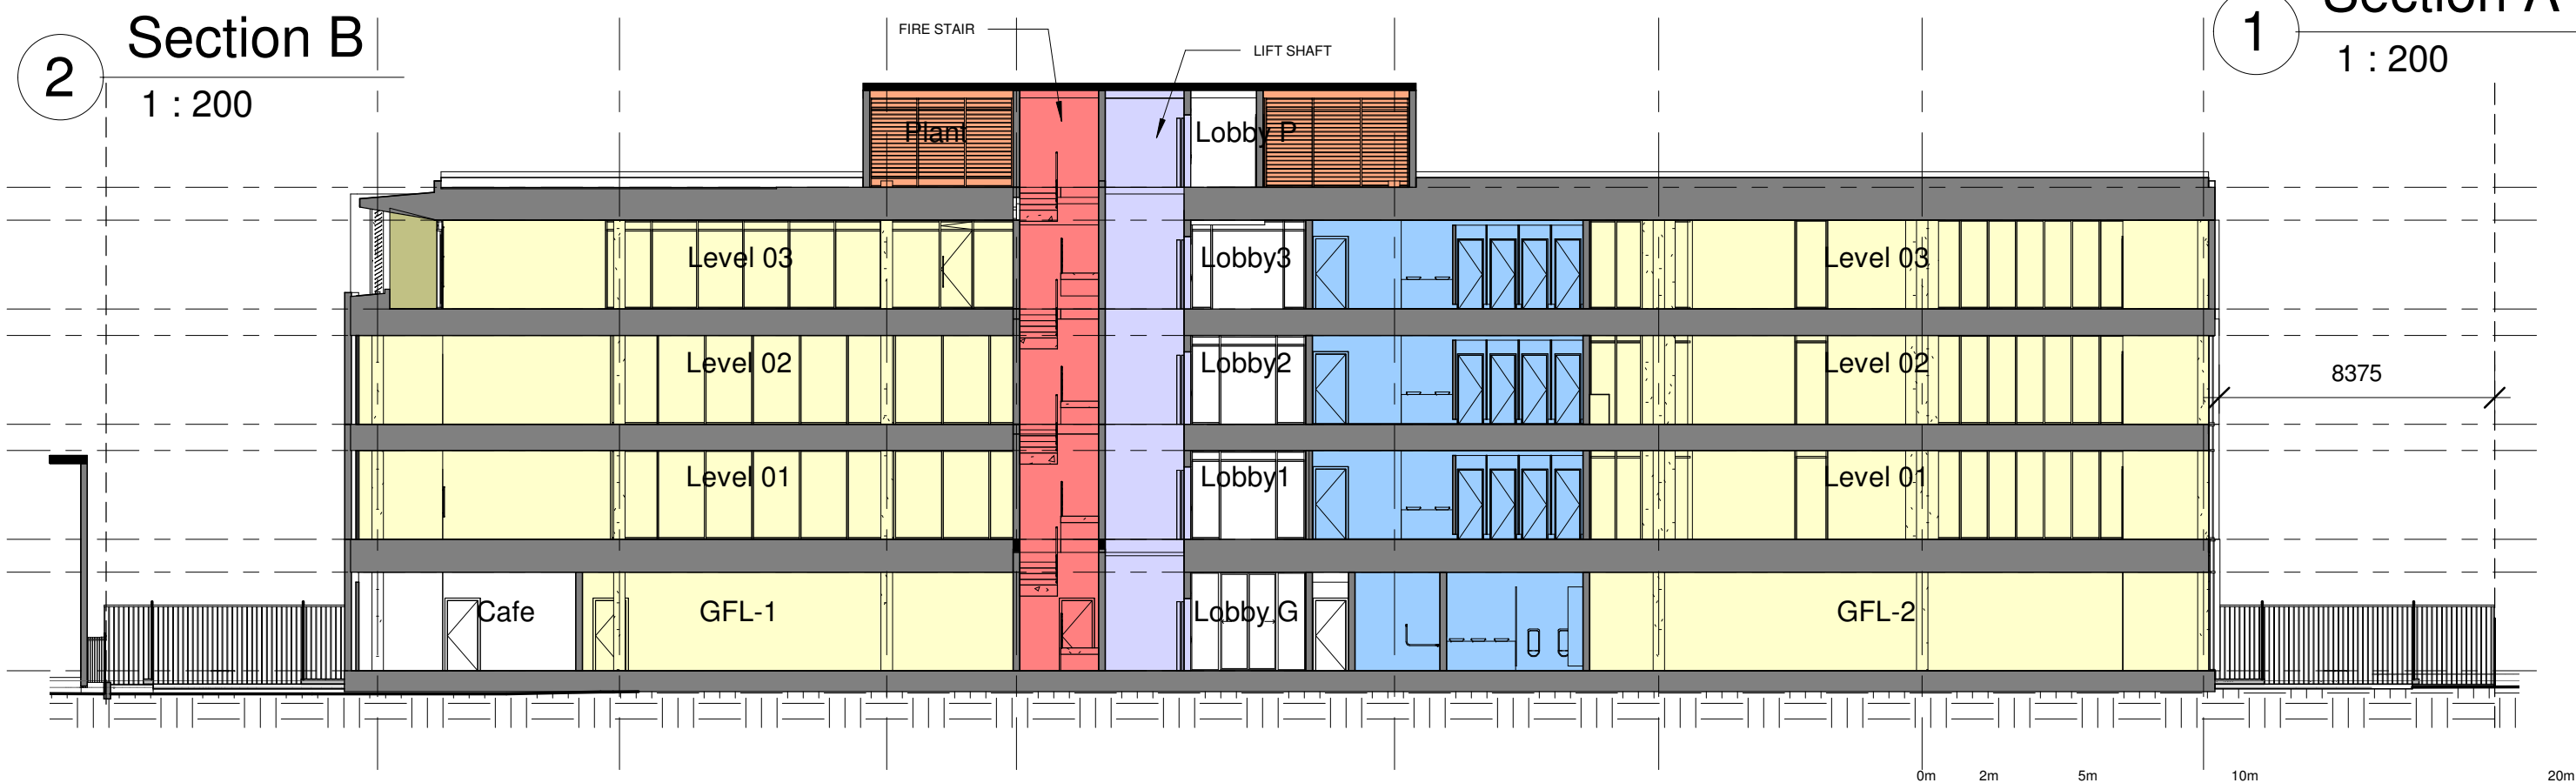 Section B
2
1 : 200
FIRE STAIR
LIFT SHAFT
Section A
1
1 : 200
Plant
Lobby P
Level 03
Lobby3
Level 03
Level 02
Lobby2
Level 02
8375
Level 01
Lobby1
Level 01
Cafe
GFL-1
Lobby G
GFL-2
0m 2m 5m 10m 20m